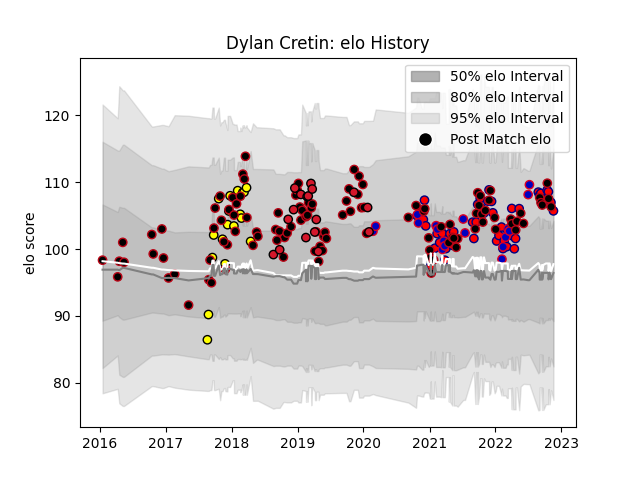 Dylan Cretin: elo History
50% elo Interval
80% elo Interval
95% elo Interval
Post Match elo
elo score
120
110
100
90
80
2016 2017 2018 2019 2020 2021 2022 2023